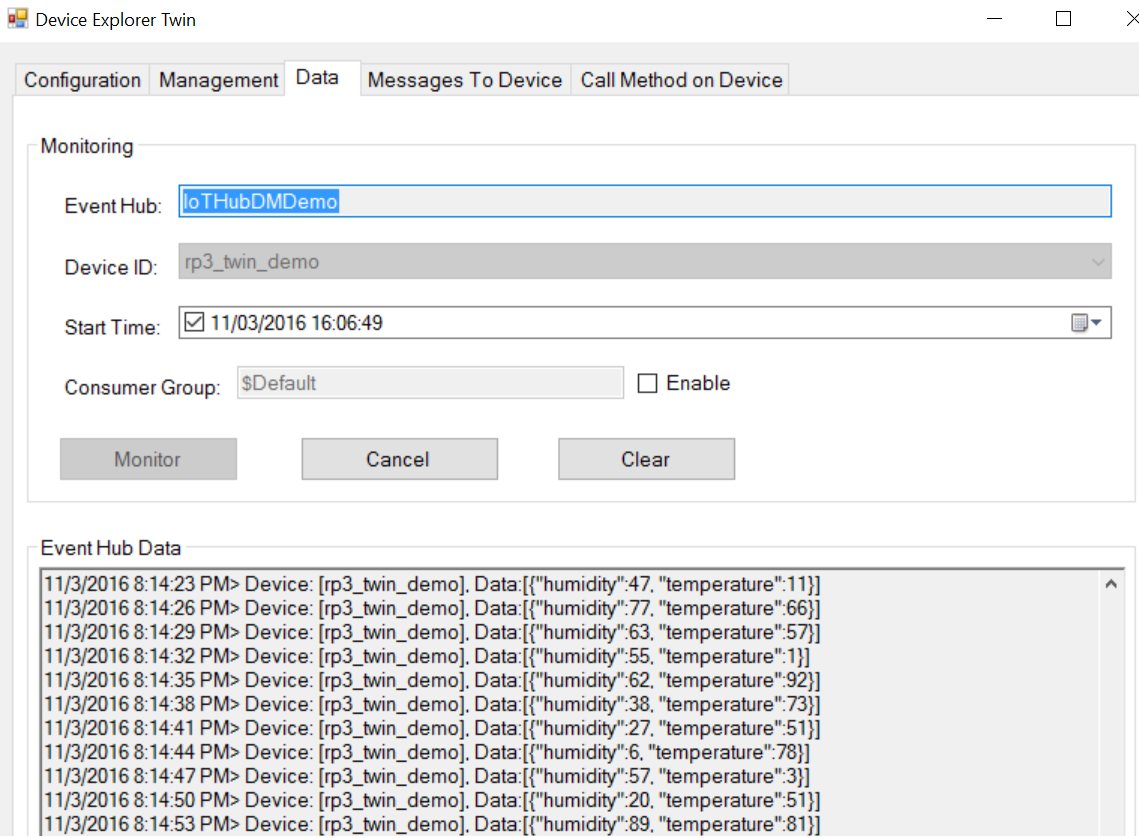 Device Explorer Twin
Configuration Management Data Messages To Device Call Method on Device
Monitoring
Event Hub: IoTHubDMDemo
Device ID: rp3_twin_demo
Start Time: 11/03/2016 16:06:49
Consumer Group: $Default Enable
Monitor Cancel Clear
Event Hub Data
11/3/2016 8:14:23 PM> Device: [rp3_twin_demo], Data:[{"humidity":47, "temperature":11}]
11/3/2016 8:14:26 PM> Device: [rp3_twin_demo], Data:[{"humidity":77, "temperature":66}]
11/3/2016 8:14:29 PM> Device: [rp3_twin_demo], Data:[{"humidity":63, "temperature":57}]
11/3/2016 8:14:32 PM> Device: [rp3_twin_demo], Data:[{"humidity":55, "temperature":1}]
11/3/2016 8:14:35 PM> Device: [rp3_twin_demo], Data:[{"humidity":62, "temperature":92}]
11/3/2016 8:14:38 PM> Device: [rp3_twin_demo], Data:[{"humidity":38, "temperature":73}]
11/3/2016 8:14:41 PM> Device: [rp3_twin_demo], Data:[{"humidity":27, "temperature":51}]
11/3/2016 8:14:44 PM> Device: [rp3_twin_demo], Data:[{"humidity":6, "temperature":78}]
11/3/2016 8:14:47 PM> Device: [rp3_twin_demo], Data:[{"humidity":57, "temperature":3}]
11/3/2016 8:14:50 PM> Device: [rp3_twin_demo], Data:[{"humidity":20, "temperature":51}]
11/3/2016 8:14:53 PM> Device: [rp3_twin_demo], Data:[{"humidity":89, "temperature":81}]